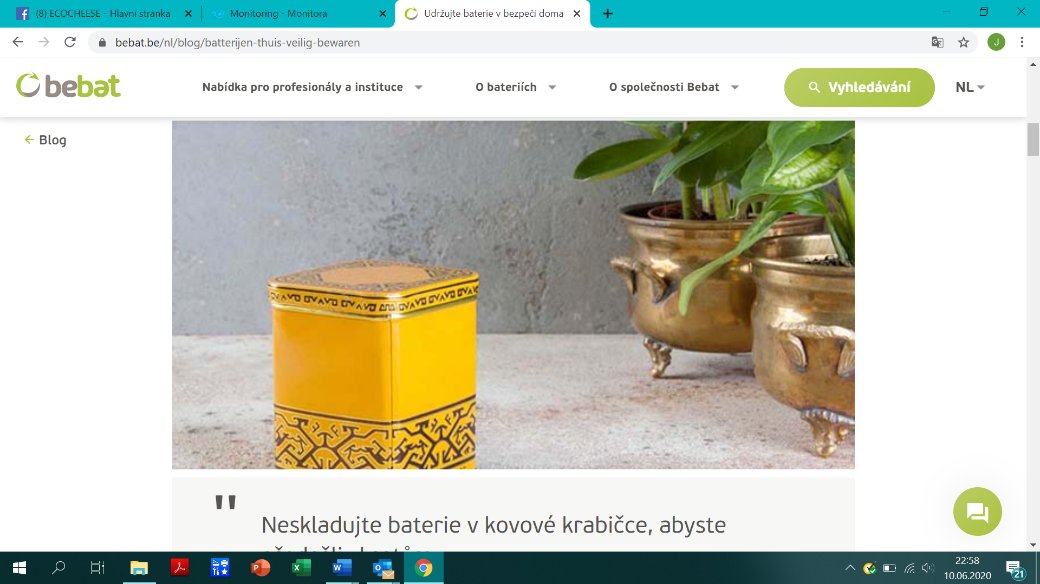 (8) ECOCHEESE - Hlavní stránka
Monitoring - Monitora
Udržujte baterie v bezpečí doma
bebat.be/nl/blog/batterijen-thuis-veilig-bewaren
J
bebat
Nabídka pro profesionály a instituce
O bateriích
O společnosti Bebat
Vyhledávání
NL
← Blog
"
Neskladujte baterie v kovové krabičce, abyste
22:58
10.06.2020
21